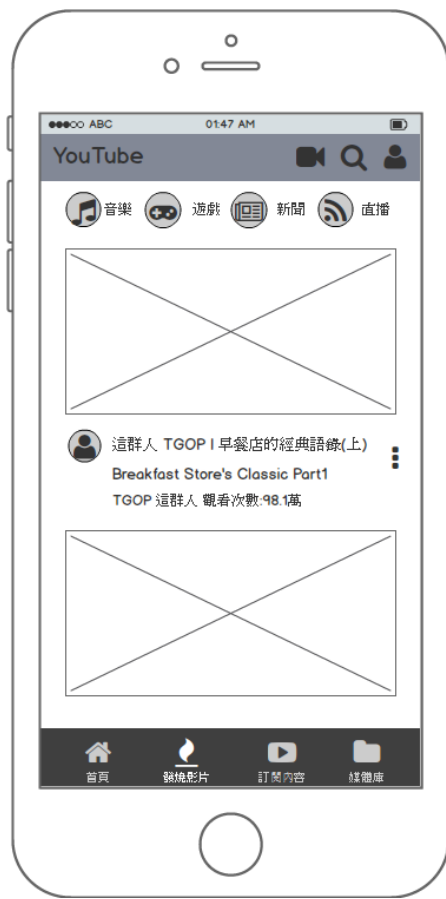 ABC 01:47 AM
YouTube
音樂 遊戲 新聞 直播
這群人 TGOP | 早餐店的經典語錄(上)
Breakfast Store's Classic Part1
TGOP 這群人 觀看次數:98.1萬
首頁 發燒影片 訂閱內容 媒體庫